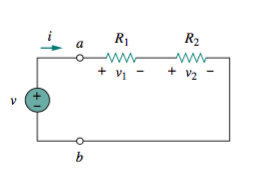 i a R₁ R₂
+ v₁ - + v₂ -
v + -
b